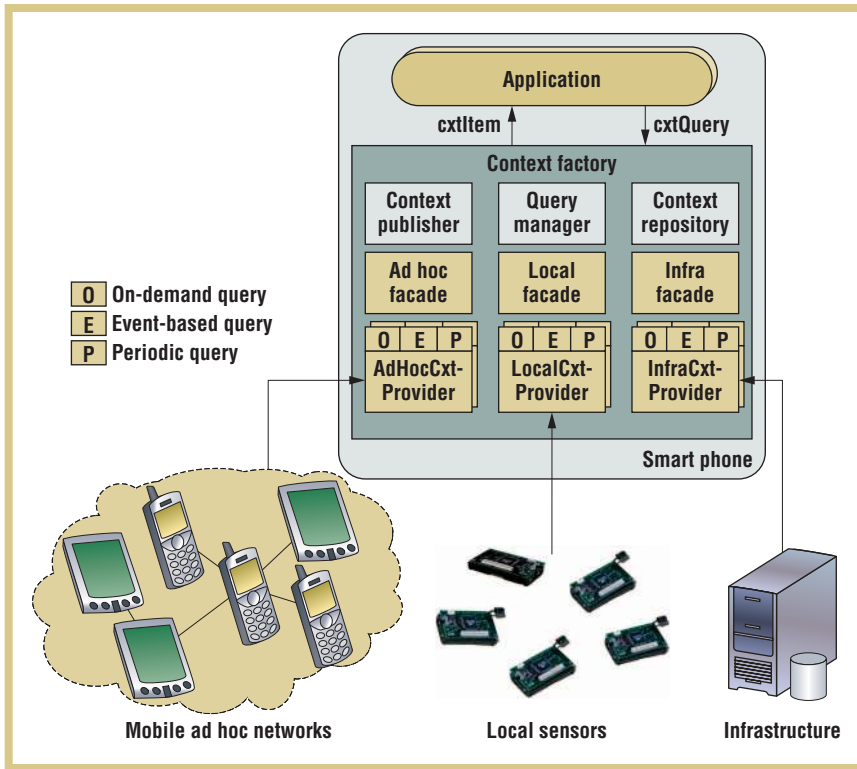 Application
cxtItem
cxtQuery
Context factory
Context
publisher
Query
manager
Context
repository
Ad hoc
facade
Local
facade
Infra
facade
O On-demand query
E Event-based query
P Periodic query
O E P
AdHocCxt-
Provider
O E P
LocalCxt-
Provider
O E P
InfraCxt-
Provider
Smart phone
Mobile ad hoc networks
Local sensors
Infrastructure